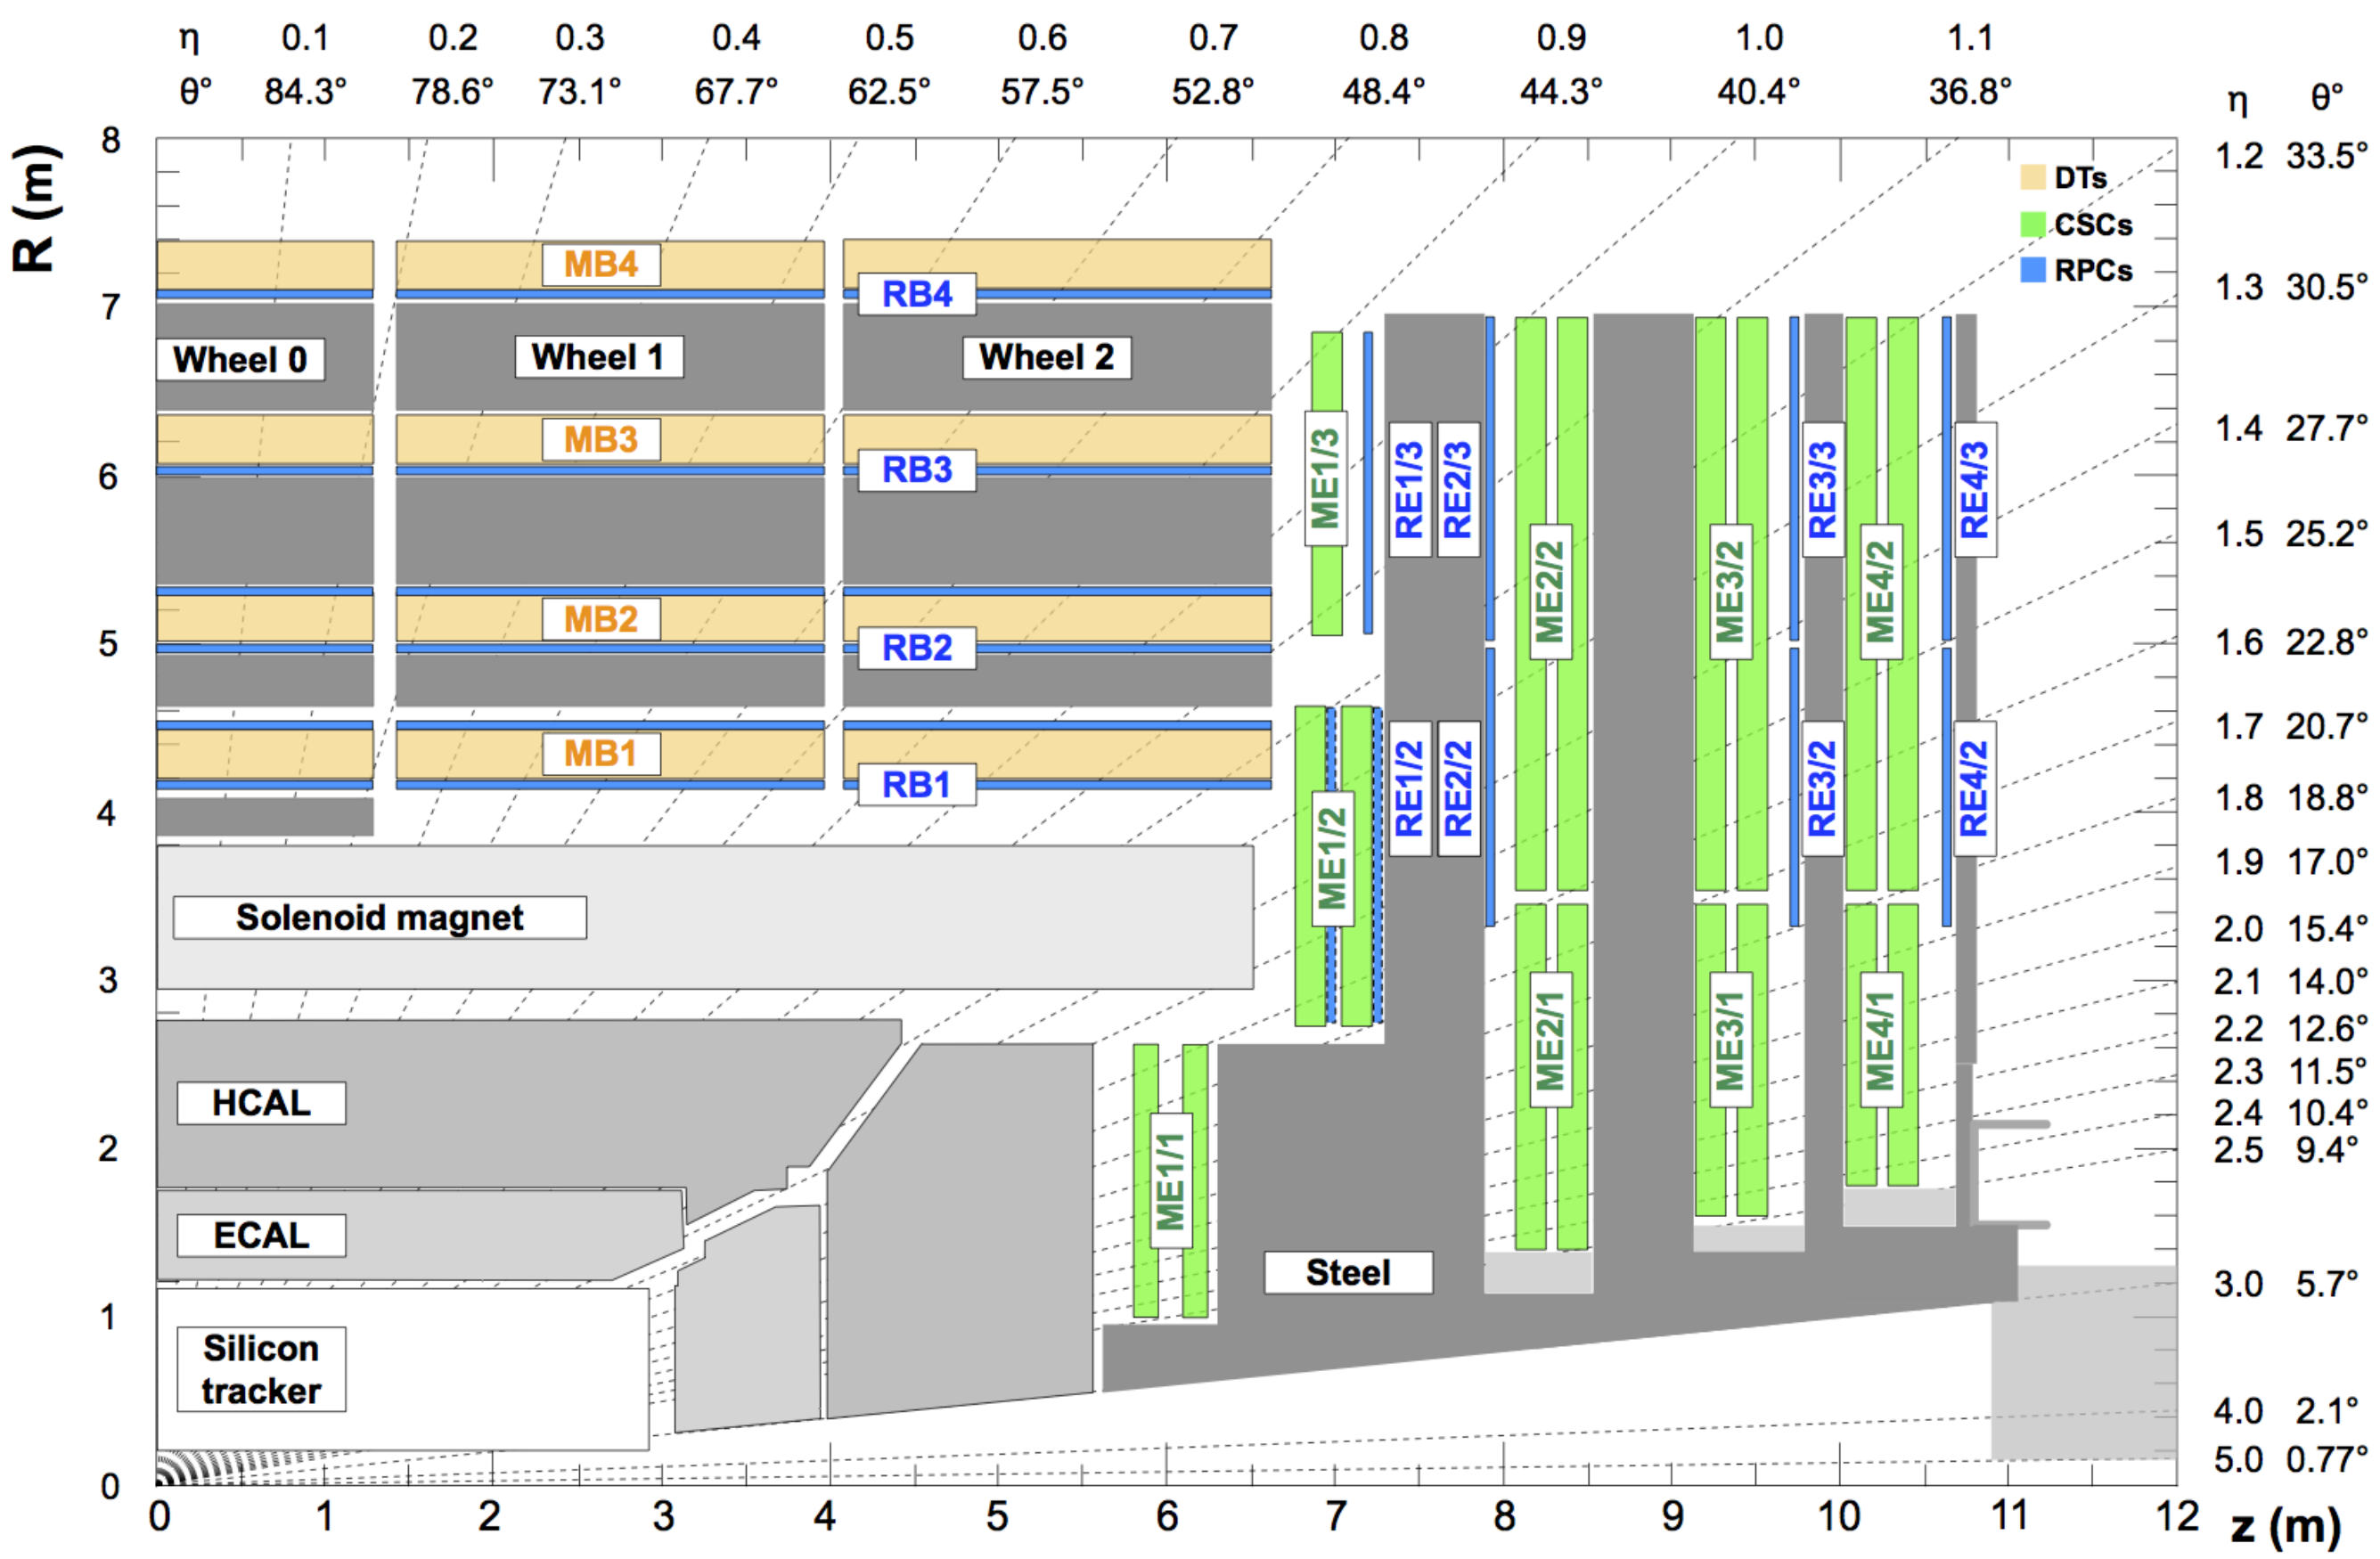 η 0.1 0.2 0.3 0.4 0.5 0.6 0.7 0.8 0.9 1.0 1.1
θ° 84.3° 78.6° 73.1° 67.7° 62.5° 57.5° 52.8° 48.4° 44.3° 40.4° 36.8°
η θ°
R (m)
8
7
6
5
4
3
2
1
0
1.2 33.5°
1.3 30.5°
1.4 27.7°
1.5 25.2°
1.6 22.8°
1.7 20.7°
1.8 18.8°
1.9 17.0°
2.0 15.4°
2.1 14.0°
2.2 12.6°
2.3 11.5°
2.4 10.4°
2.5 9.4°
3.0 5.7°
4.0 2.1°
5.0 0.77°
DTs
CSCs
RPCs
MB4
RB4
Wheel 0
Wheel 1
Wheel 2
MB3
RB3
MB2
RB2
MB1
RB1
ME1/3
RE1/3
RE2/3
ME2/2
ME3/2
RE3/3
ME4/2
RE4/3
ME1/2
RE1/2
RE2/2
RE3/2
RE4/2
Solenoid magnet
HCAL
ECAL
Silicon
tracker
ME1/1
ME2/1
ME3/1
ME4/1
Steel
0 1 2 3 4 5 6 7 8 9 10 11 12
z (m)